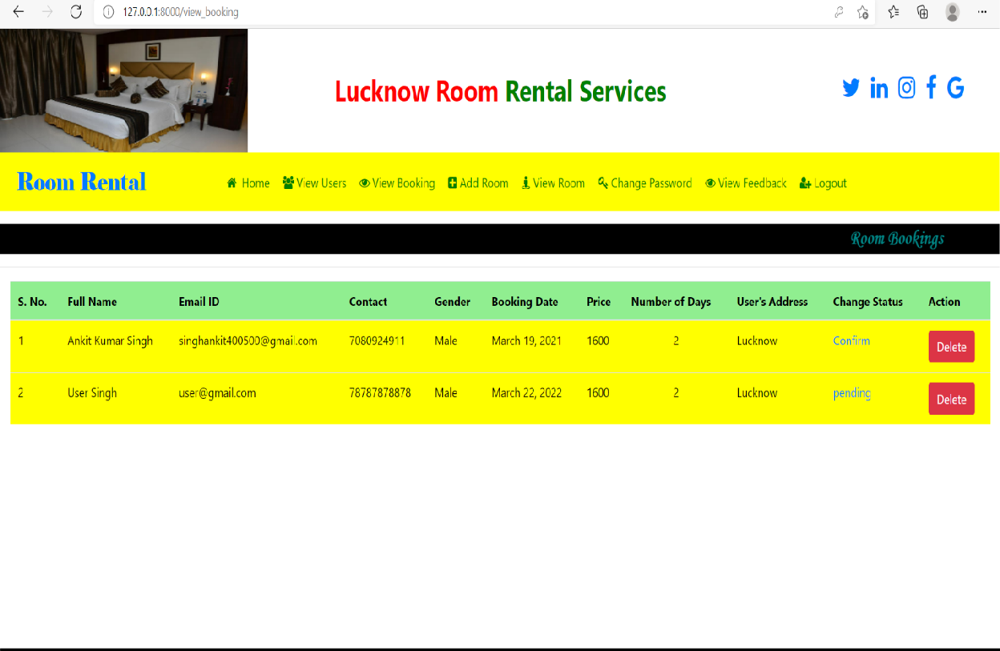 127.0.0.1:8000/view_booking
Lucknow Room Rental Services
Room Rental Home View Users View Booking Add Room View Room Change Password View Feedback Logout
Room Bookings
S. No. Full Name Email ID Contact Gender Booking Date Price Number of Days User's Address Change Status Action
1 Ankit Kumar Singh singhankit400500@gmail.com 7080924911 Male March 19, 2021 1600 2 Lucknow Confirm Delete
2 User Singh user@gmail.com 78787878878 Male March 22, 2022 1600 2 Lucknow pending Delete